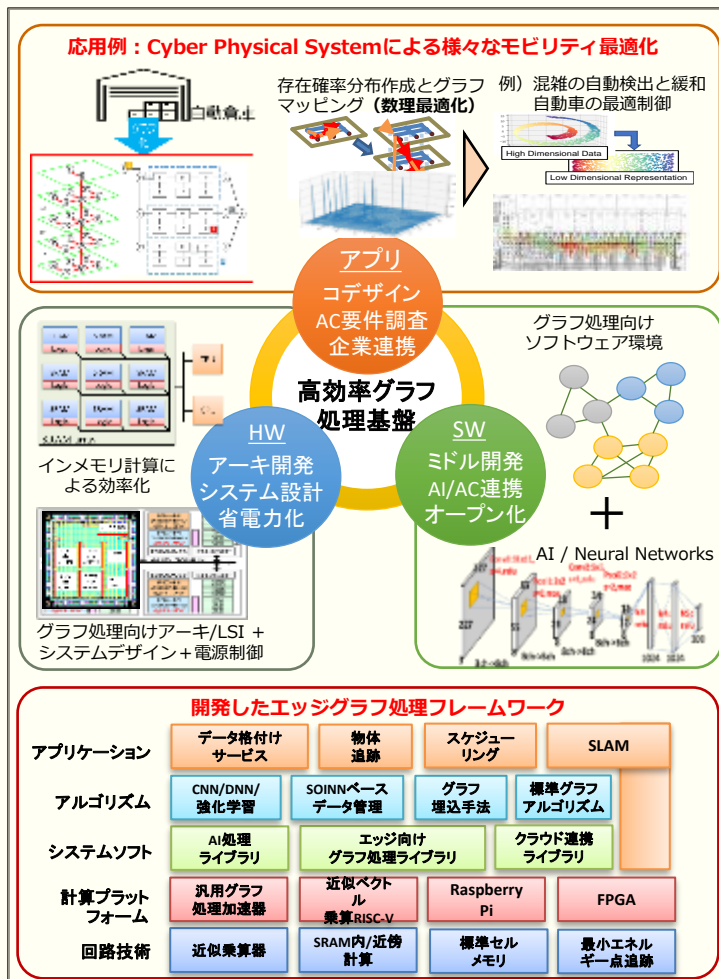 応用例：Cyber Physical Systemによる様々なモビリティ最適化
自動倉庫
存在確率分布作成とグラフ
マッピング（数理最適化）
例）混雑の自動検出と緩和
自動車の最適制御
High Dimensional Data
Low Dimensional Representation
アプリ
コデザイン
AC要件調査
企業連携
高効率グラフ
処理基盤
HW
アーキ開発
システム設計
省電力化
SW
ミドル開発
AI/AC連携
オープン化
インメモリ計算に
よる効率化
グラフ処理向けアーキ/LSI +
システムデザイン+電源制御
グラフ処理向け
ソフトウェア環境
+
AI / Neural Networks
227
227
55
55
1024
1024
100
開発したエッジグラフ処理フレームワーク
アプリケーション
データ格付け
サービス
物体
追跡
スケジュー
リング
SLAM
アルゴリズム
CNN/DNN/
強化学習
SOINNベース
データ管理
グラフ
埋込手法
標準グラフ
アルゴリズム
システムソフト
AI処理
ライブラリ
エッジ向け
グラフ処理ライブラリ
クラウド連携
ライブラリ
計算プラット
フォーム
汎用グラフ
処理加速器
近似ベクト
ル
乗算RISC-V
Raspberry
Pi
FPGA
回路技術
近似乗算器
SRAM内/近傍
計算
標準セル
メモリ
最小エネル
ギー点追跡